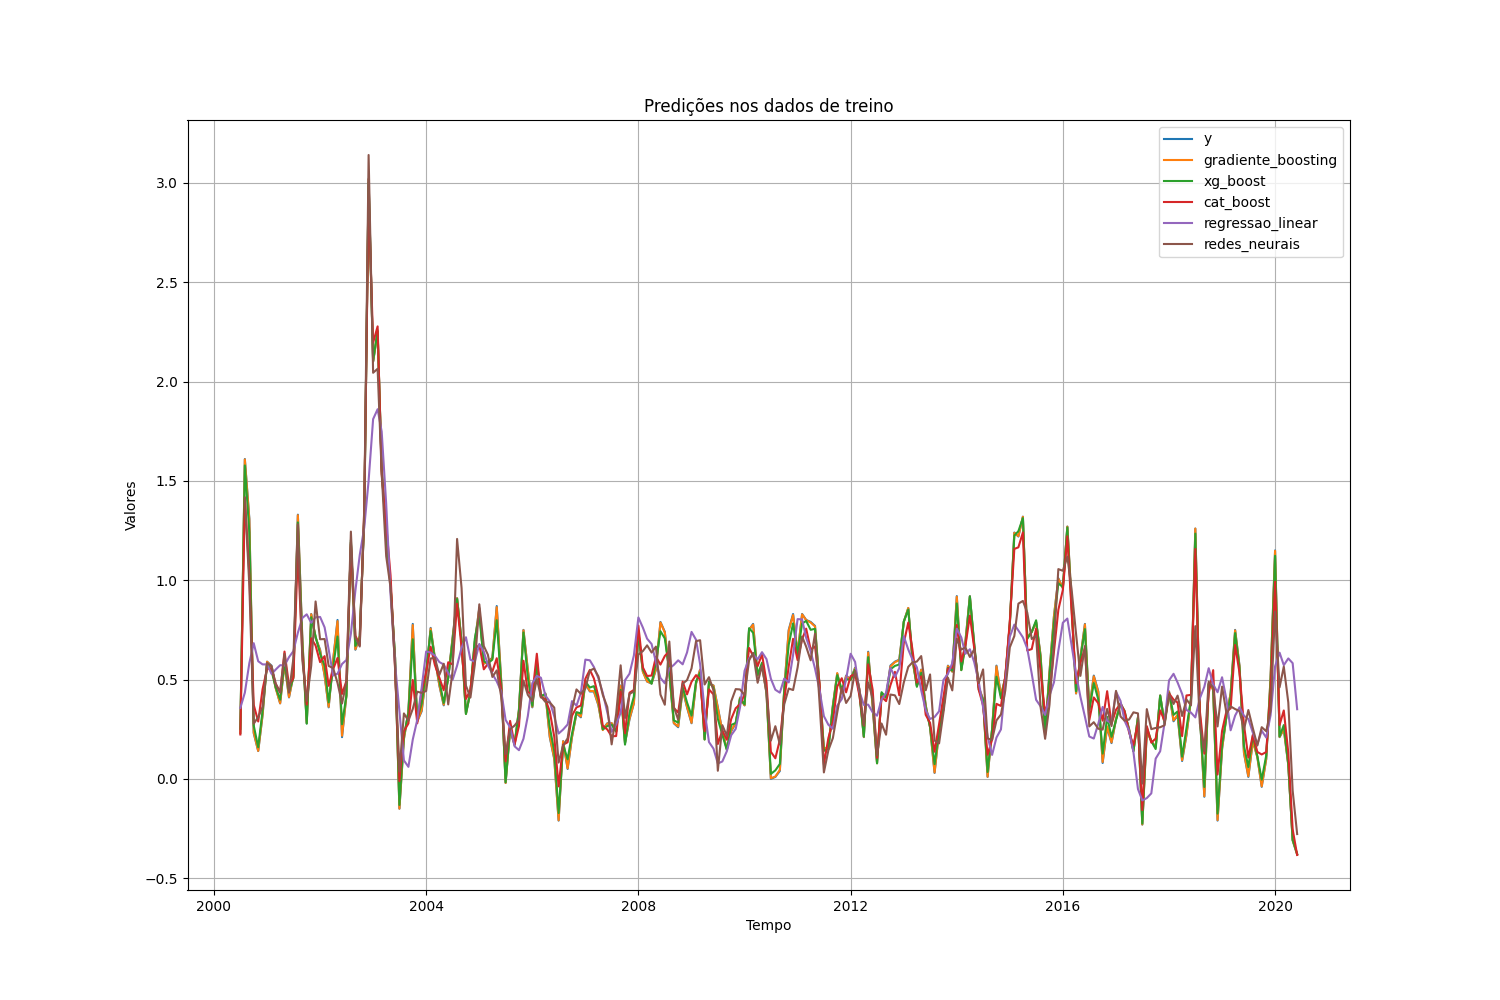 Predições nos dados de treino
y
gradiente_boosting
xg_boost
cat_boost
regressao_linear
redes_neurais
Valores
3.0
2.5
2.0
1.5
1.0
0.5
0.0
−0.5
2000 2004 2008 2012 2016 2020
Tempo